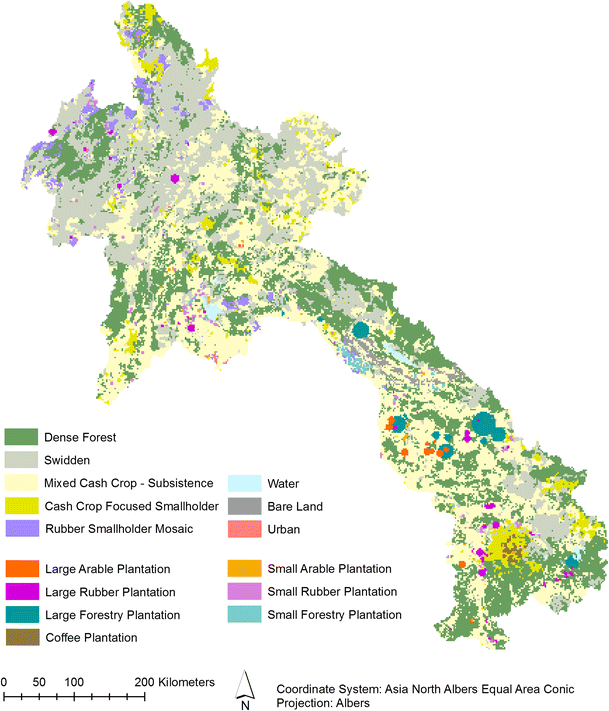 Dense Forest
Swidden
Mixed Cash Crop - Subsistence
Cash Crop Focused Smallholder
Rubber Smallholder Mosaic
Water
Bare Land
Urban
Large Arable Plantation
Large Rubber Plantation
Large Forestry Plantation
Coffee Plantation
Small Arable Plantation
Small Rubber Plantation
Small Forestry Plantation
0 50 100 200 Kilometers
N
Coordinate System: Asia North Albers Equal Area Conic
Projection: Albers